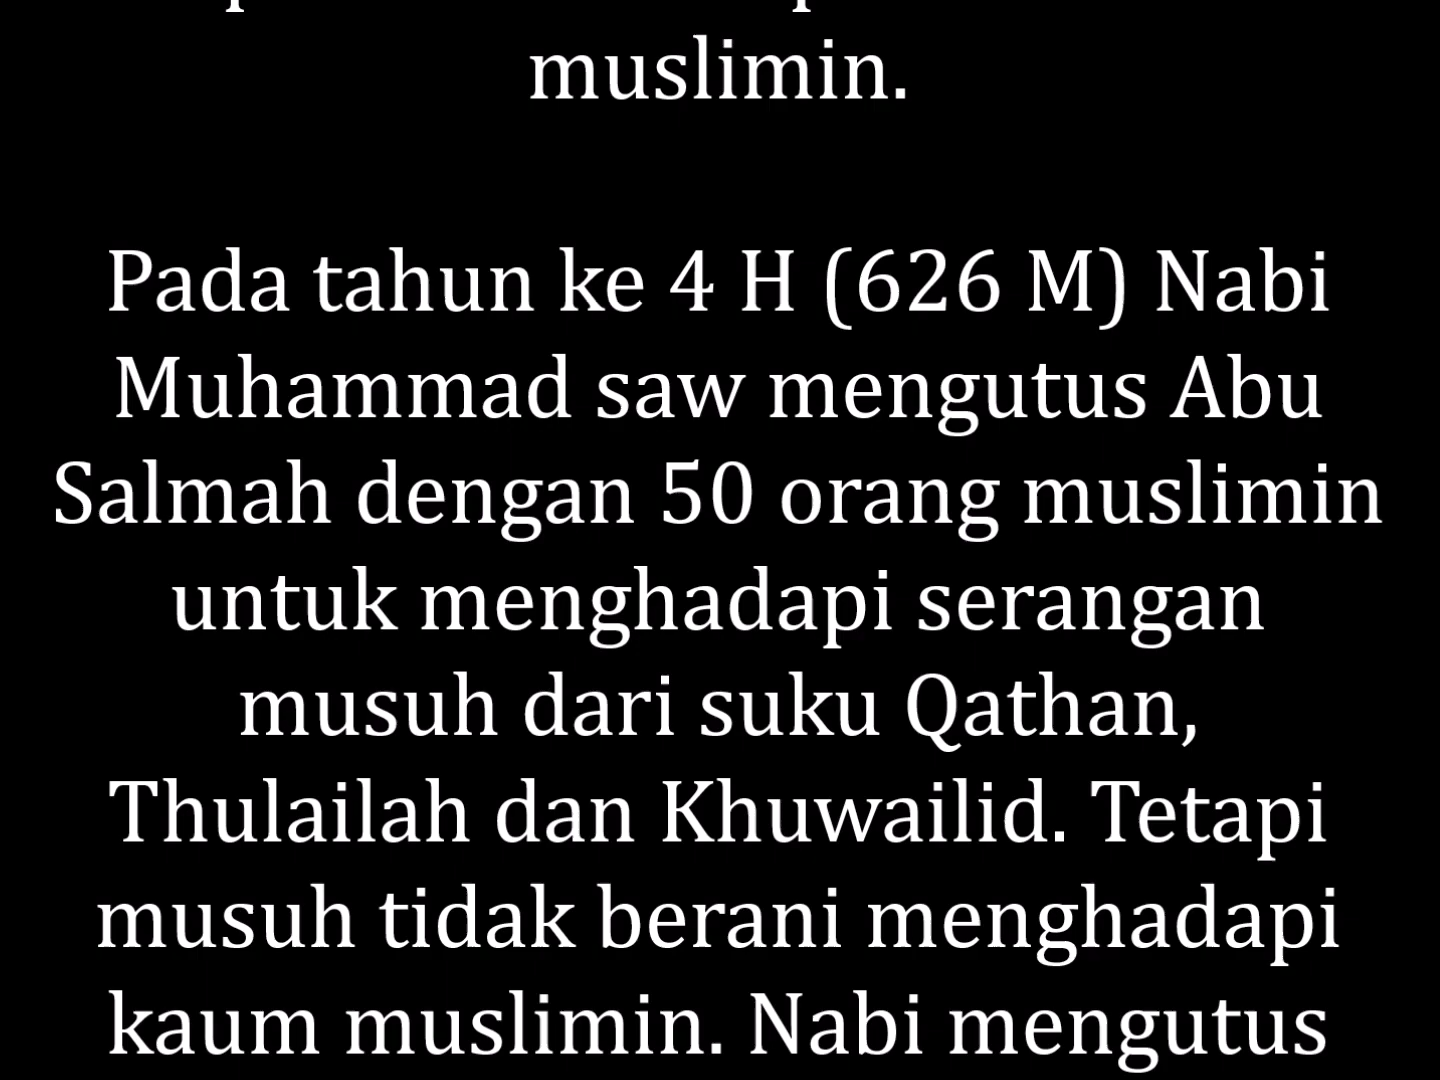 muslimin.
Pada tahun ke 4 H (626 M) Nabi
Muhammad saw mengutus Abu
Salmah dengan 50 orang muslimin
untuk menghadapi serangan
musuh dari suku Qathan,
Thulailah dan Khuwailid. Tetapi
musuh tidak berani menghadapi
kaum muslimin. Nabi mengutus